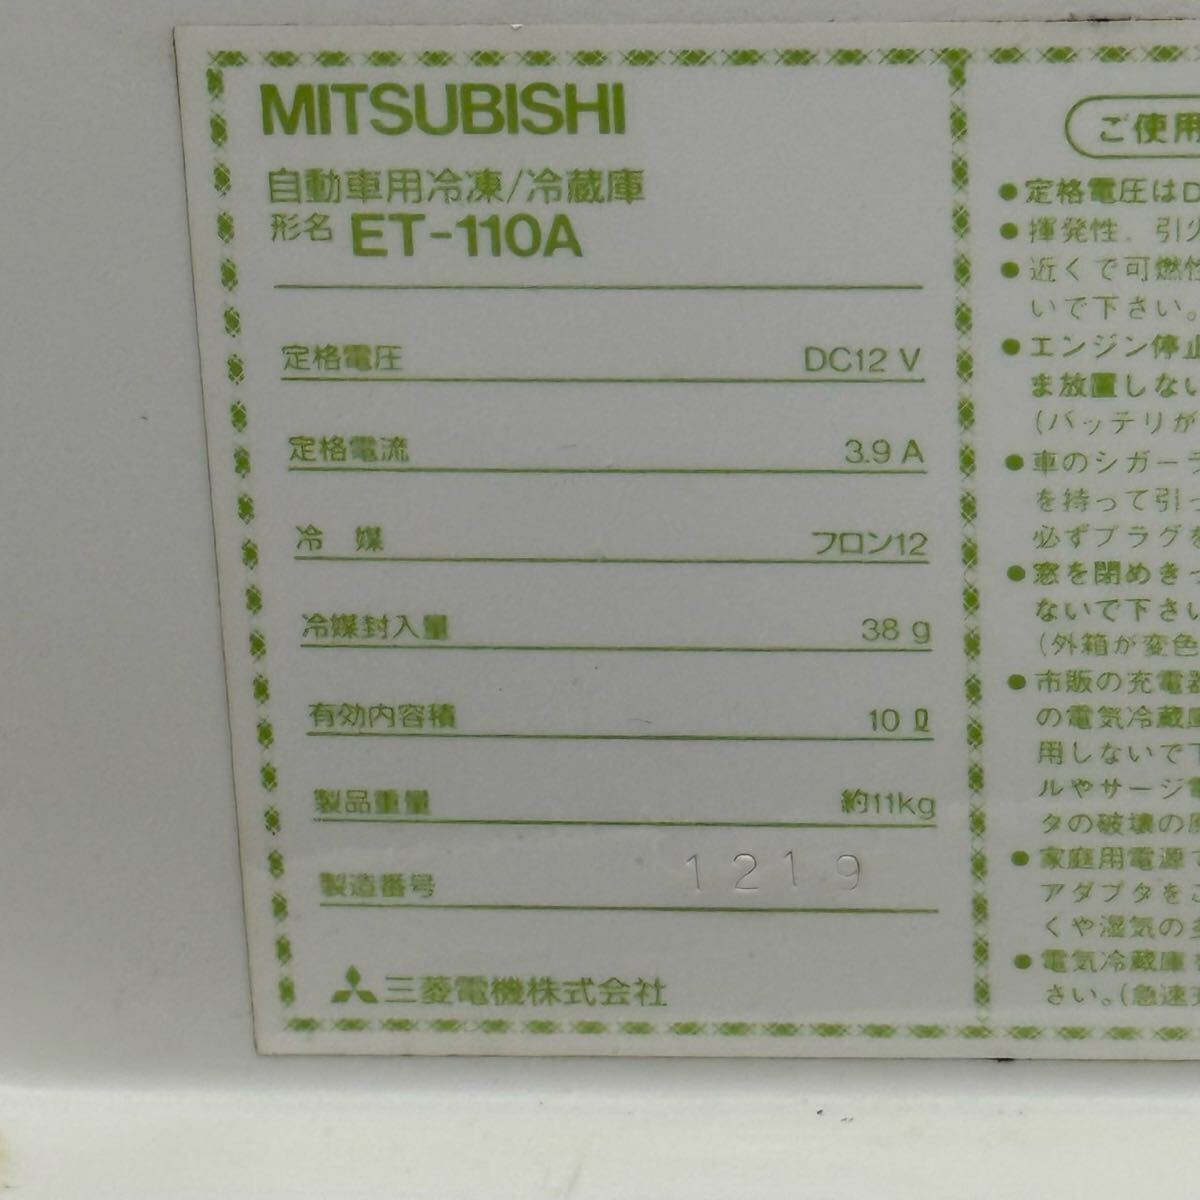 MITSUBISHI
自動車用冷凍/冷蔵庫
形名 ET-110A
定格電圧 DC12 V
定格電流 3.9 A
冷 媒 フロン12
冷媒封入量 38 g
有効内容積 10 ℓ
製品重量 約11kg
製造番号 1219
三菱電機株式会社
ご使用
●定格電圧はD
●揮発性．引火
●近くで可燃性
いで下さい。
●エンジン停止
ま放置しない
(バッテリが
●車のシガーラ
を持って引っ
必ずプラグを
●窓を閉めきっ
ないで下さい
(外箱が変色
●市販の充電器
の電気冷蔵庫
用しないで下
ルやサージ電
タの破壊の原
●家庭用電源で
アダプタをご
くや湿気の多
●電気冷蔵庫を
さい。(急速充